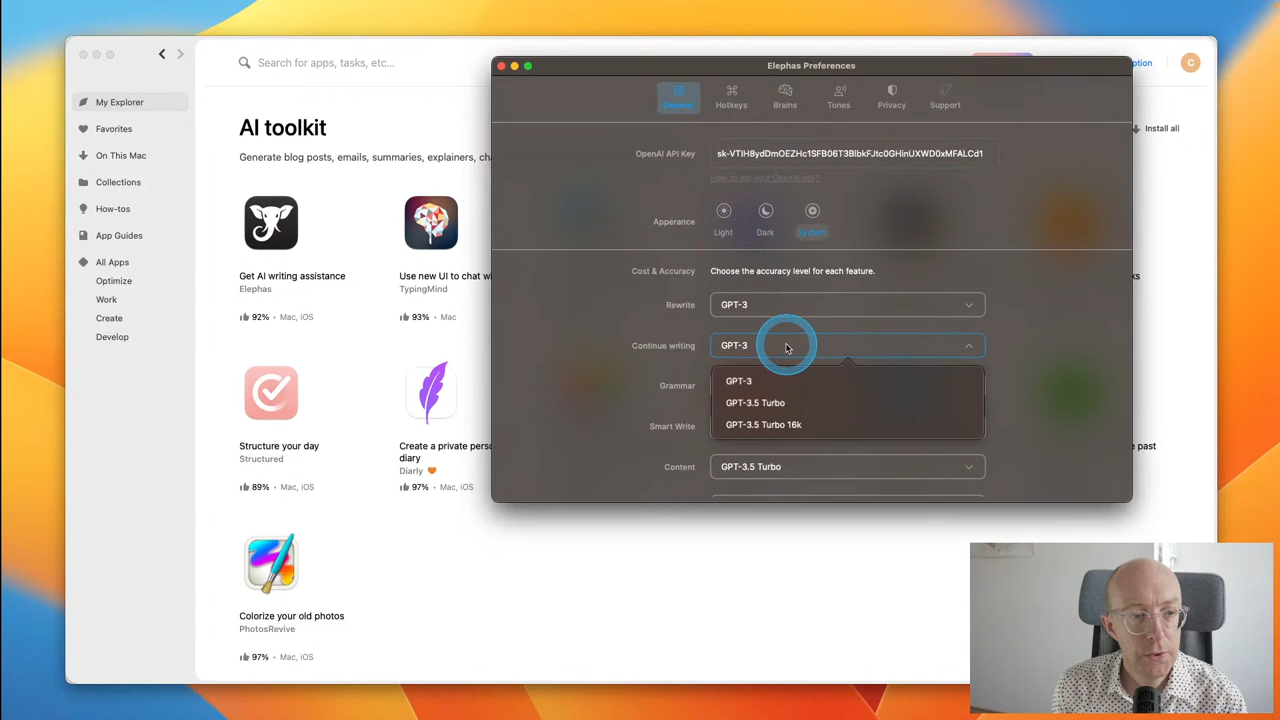 Search for apps, tasks, etc...
C
My Explorer
Favorites
On This Mac
Collections
How-tos
App Guides
All Apps
Optimize
Work
Create
Develop
AI toolkit
Install all
Generate blog posts, emails, summaries, explainers,
Get AI writing assistance
Elephas
92% • Mac, iOS
Use new UI to chat
TypingMind
93% • Mac
Structure your day
Structured
89% • Mac, iOS
Create a private
diary
Diarly
97% • Mac, iOS
Colorize your old photos
PhotosRevive
97% • Mac, iOS
Elephas Preferences
General
Hotkeys
Brains
Tones
Privacy
Support
OpenAI API Key
How to get your OpenAI key?
Apperance
Light
Dark
System
Cost & Accuracy
Choose the accuracy level for each feature.
Rewrite
GPT-3
Continue writing
GPT-3
GPT-3
GPT-3.5 Turbo
GPT-3.5 Turbo 16k
Grammar
Smart Write
Content
GPT-3.5 Turbo
past